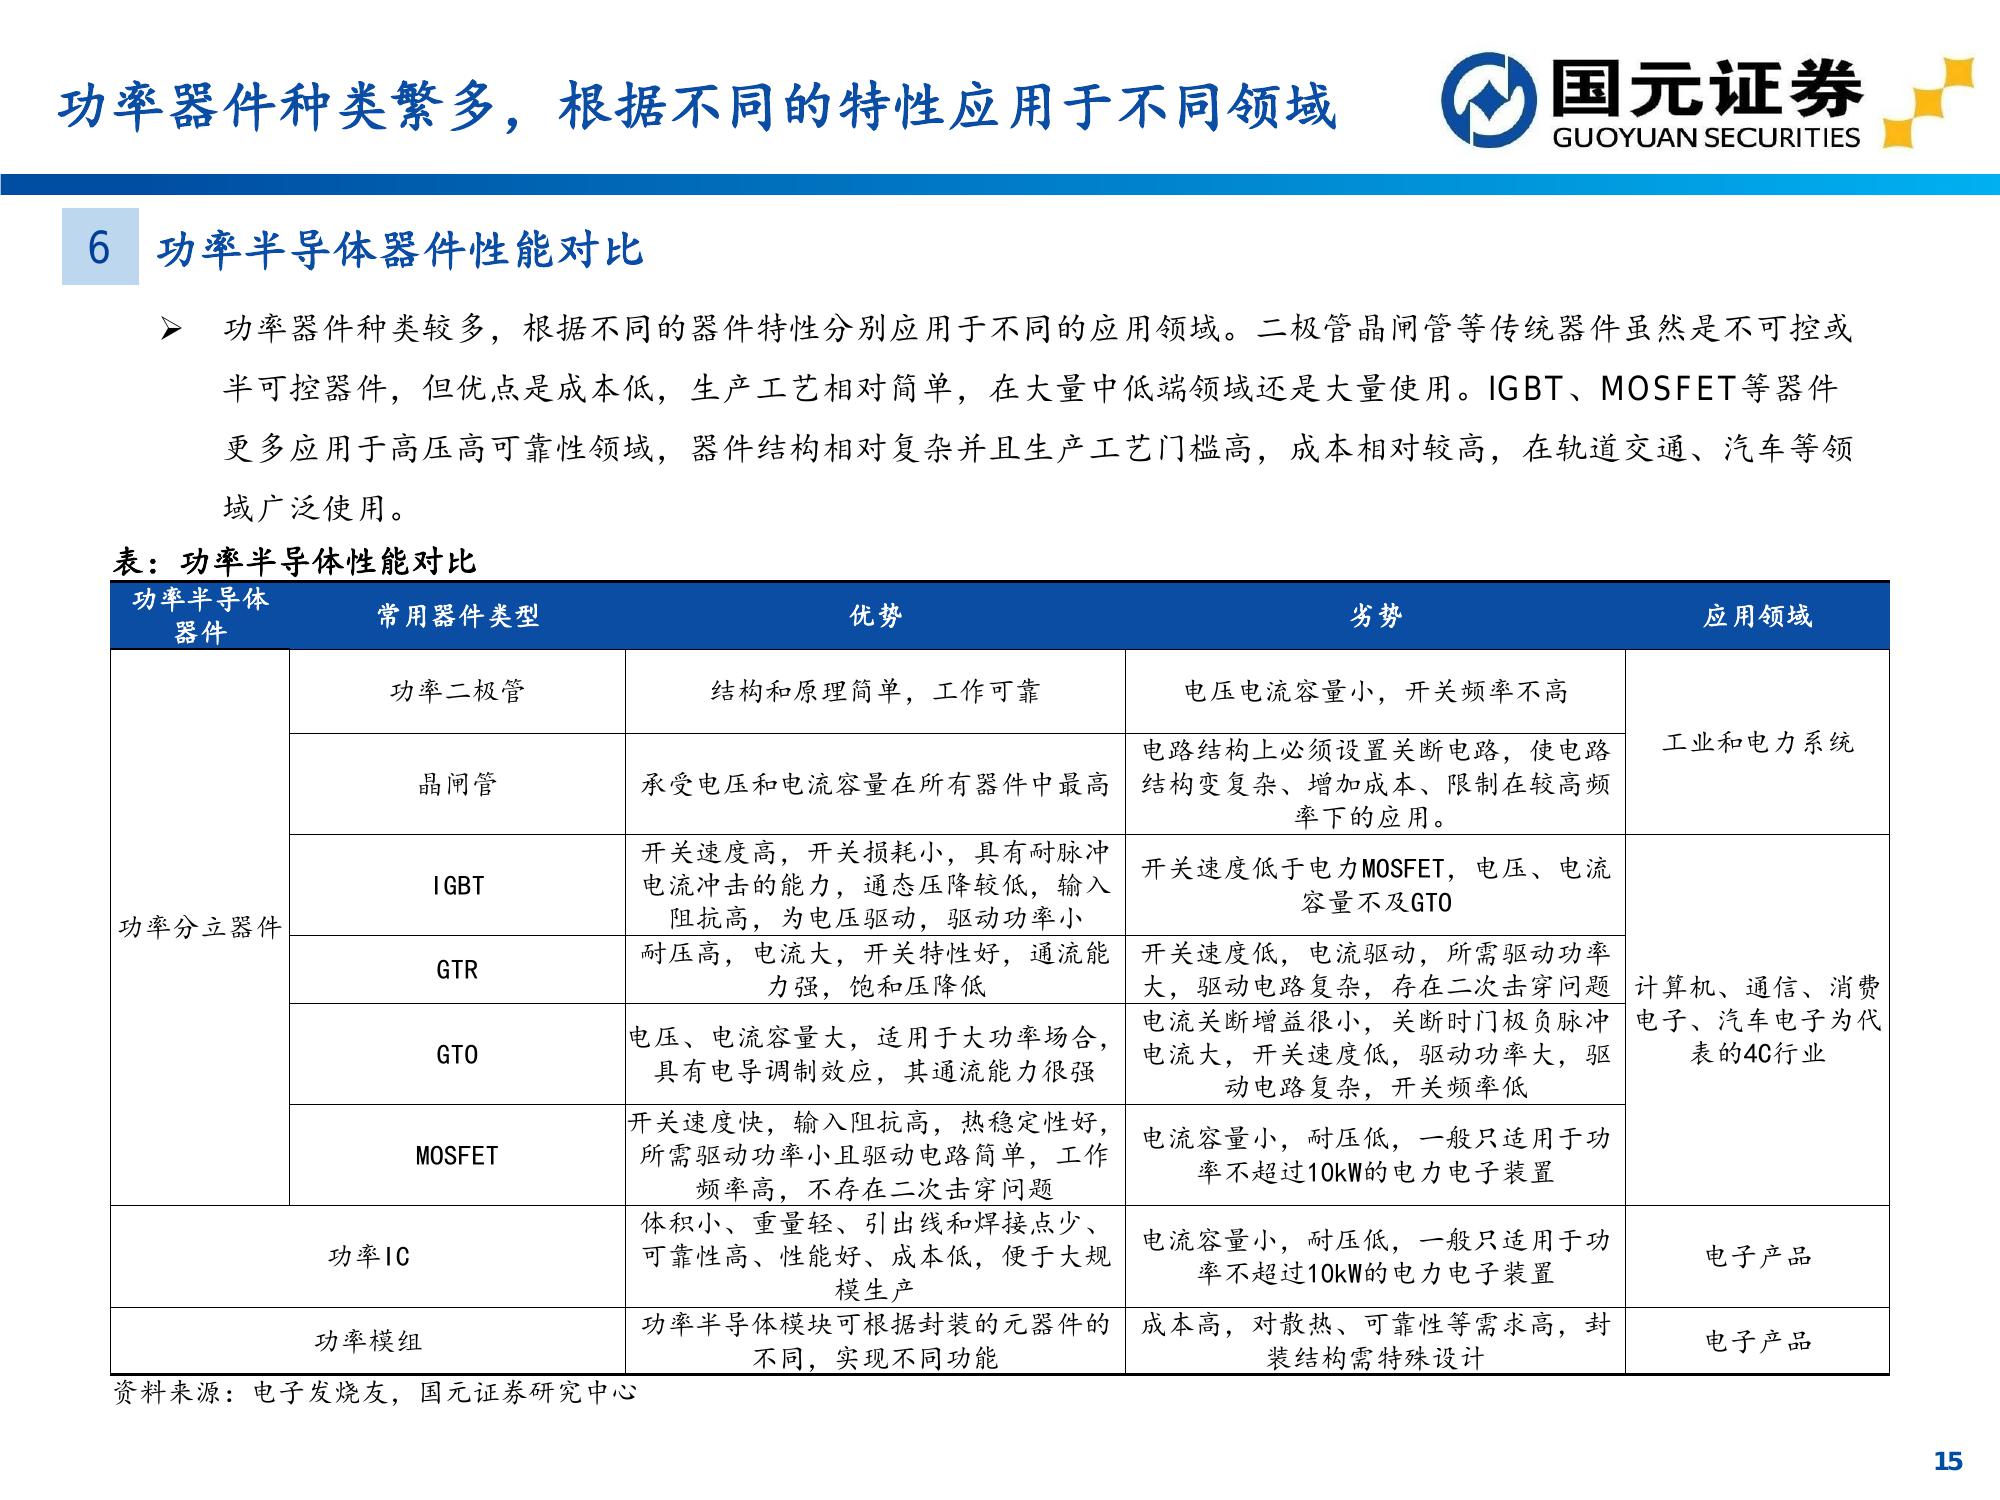 功率器件种类繁多，根据不同的特性应用于不同领域
国元证券
GUOYUAN SECURITIES
6
功率半导体器件性能对比
功率器件种类较多，根据不同的器件特性分别应用于不同的应用领域。二极管晶闸管等传统器件虽然是不可控或
半可控器件，但优点是成本低，生产工艺相对简单，在大量中低端领域还是大量使用。IGBT、MOSFET等器件
更多应用于高压高可靠性领域，器件结构相对复杂并且生产工艺门槛高，成本相对较高，在轨道交通、汽车等领
域广泛使用。
表：功率半导体性能对比
功率半导体
器件
常用器件类型
优势
劣势
应用领域
功率分立器件
功率二极管
结构和原理简单，工作可靠
电压电流容量小，开关频率不高
工业和电力系统
晶闸管
承受电压和电流容量在所有器件中最高
电路结构上必须设置关断电路，使电路
结构变复杂、增加成本、限制在较高频
率下的应用。
IGBT
开关速度高，开关损耗小，具有耐脉冲
电流冲击的能力，通态压降较低，输入
阻抗高，为电压驱动，驱动功率小
开关速度低于电力MOSFET，电压、电流
容量不及GTO
计算机、通信、消费
电子、汽车电子为代
表的4C行业
GTR
耐压高，电流大，开关特性好，通流能
力强，饱和压降低
开关速度低，电流驱动，所需驱动功率
大，驱动电路复杂，存在二次击穿问题
GTO
电压、电流容量大，适用于大功率场合，
具有电导调制效应，其通流能力很强
电流关断增益很小，关断时门极负脉冲
电流大，开关速度低，驱动功率大，驱
动电路复杂，开关频率低
MOSFET
开关速度快，输入阻抗高，热稳定性好，
所需驱动功率小且驱动电路简单，工作
频率高，不存在二次击穿问题
电流容量小，耐压低，一般只适用于功
率不超过10kW的电力电子装置
功率IC
体积小、重量轻、引出线和焊接点少、
可靠性高、性能好、成本低，便于大规
模生产
电流容量小，耐压低，一般只适用于功
率不超过10kW的电力电子装置
电子产品
功率模组
功率半导体模块可根据封装的元器件的
不同，实现不同功能
成本高，对散热、可靠性等需求高，封
装结构需特殊设计
电子产品
资料来源：电子发烧友，国元证券研究中心
15